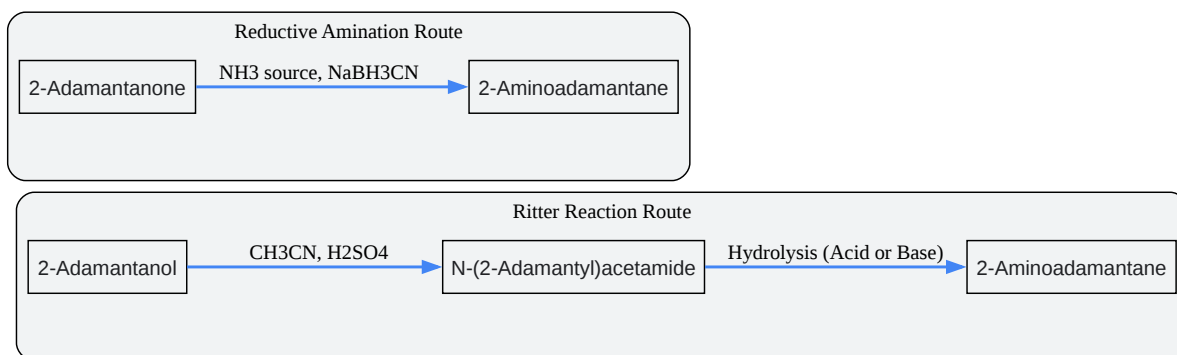 Reductive Amination Route
2-Adamantanone
NH3 source, NaBH3CN
2-Aminoadamantane
Ritter Reaction Route
2-Adamantanol
CH3CN, H2SO4
N-(2-Adamantyl)acetamide
Hydrolysis (Acid or Base)
2-Aminoadamantane